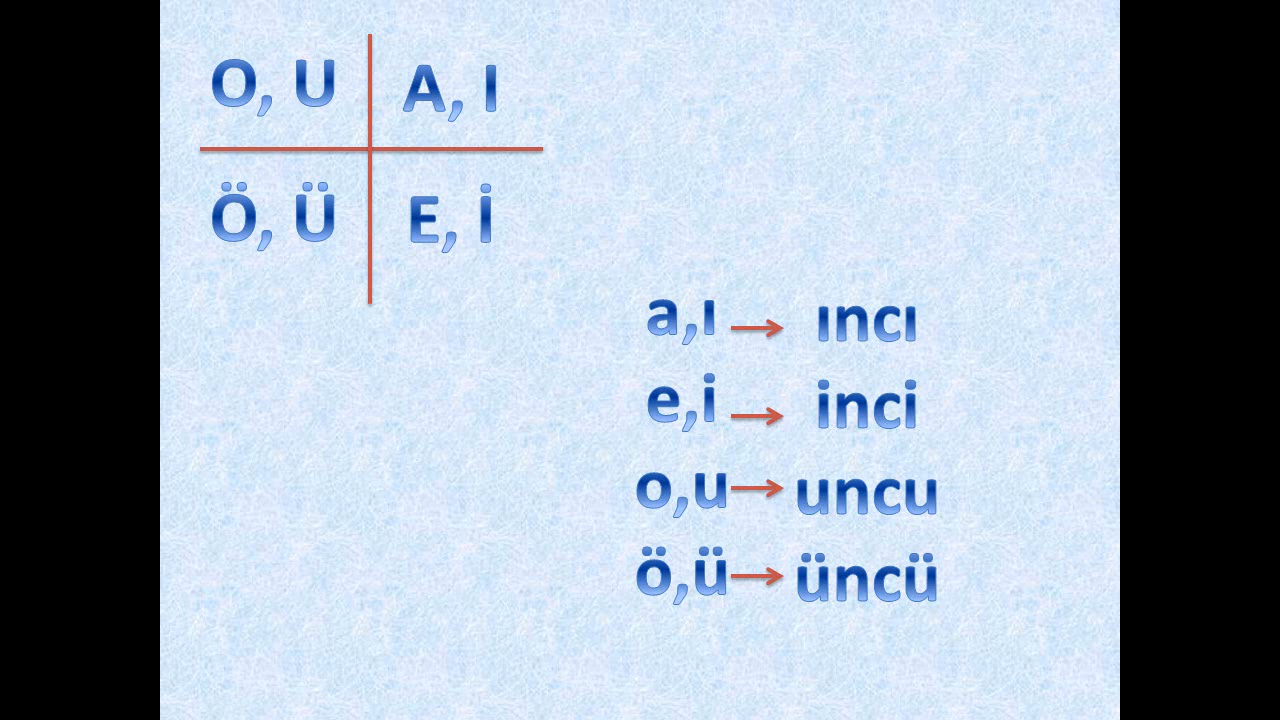 O, U A, I
Ö, Ü E, İ
a,ı ıncı
e,i inci
o,u uncu
ö,ü üncü